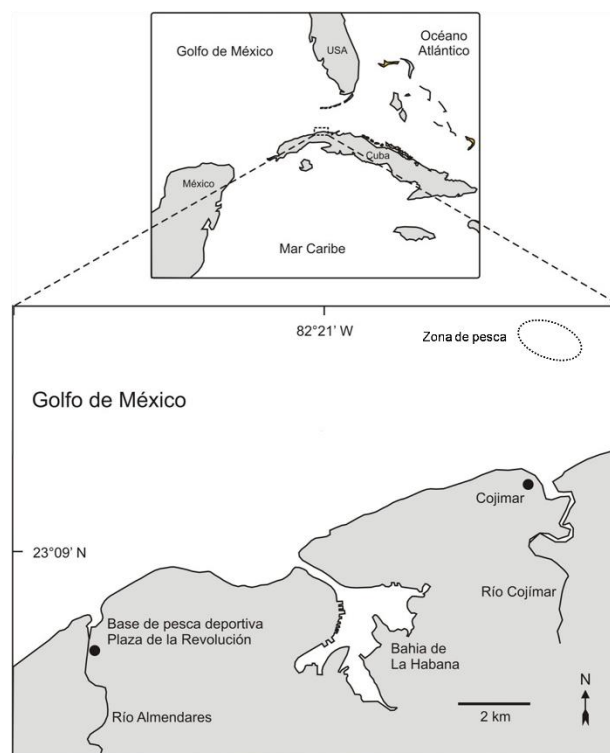 Golfo de México
Océano
Atlántico
USA
Cuba
México
Mar Caribe
82°21' W
Zona de pesca
Golfo de México
Cojimar
23°09' N
Río Cojímar
Base de pesca deportiva
Plaza de la Revolución
Bahia de
La Habana
N
Río Almendares
2 km